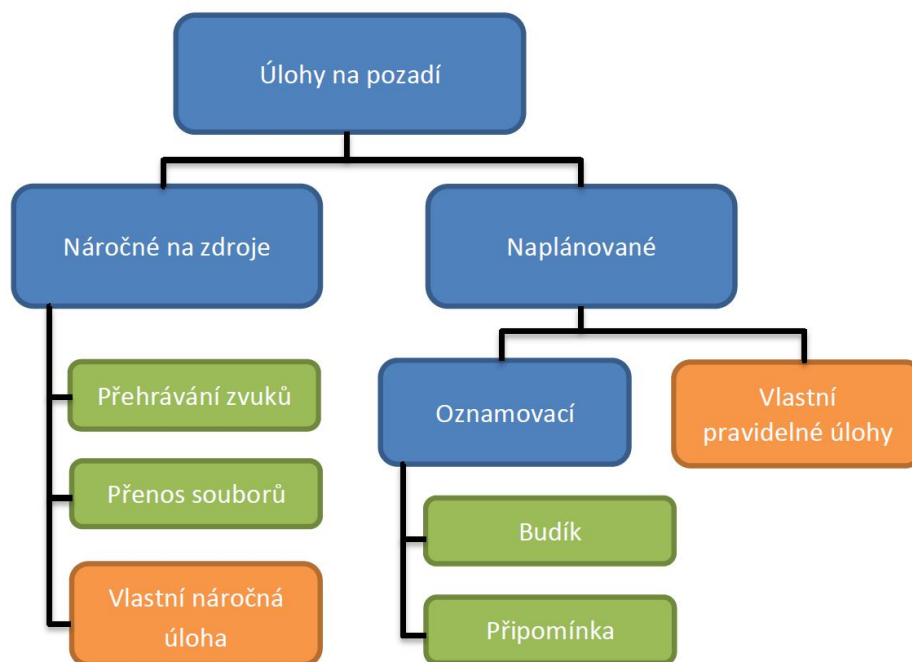 Úlohy na pozadí
Náročné na zdroje
Naplánované
Přehrávání zvuků
Přenos souborů
Vlastní náročná
úloha
Oznamovací
Vlastní
pravidelné úlohy
Budík
Připomínka